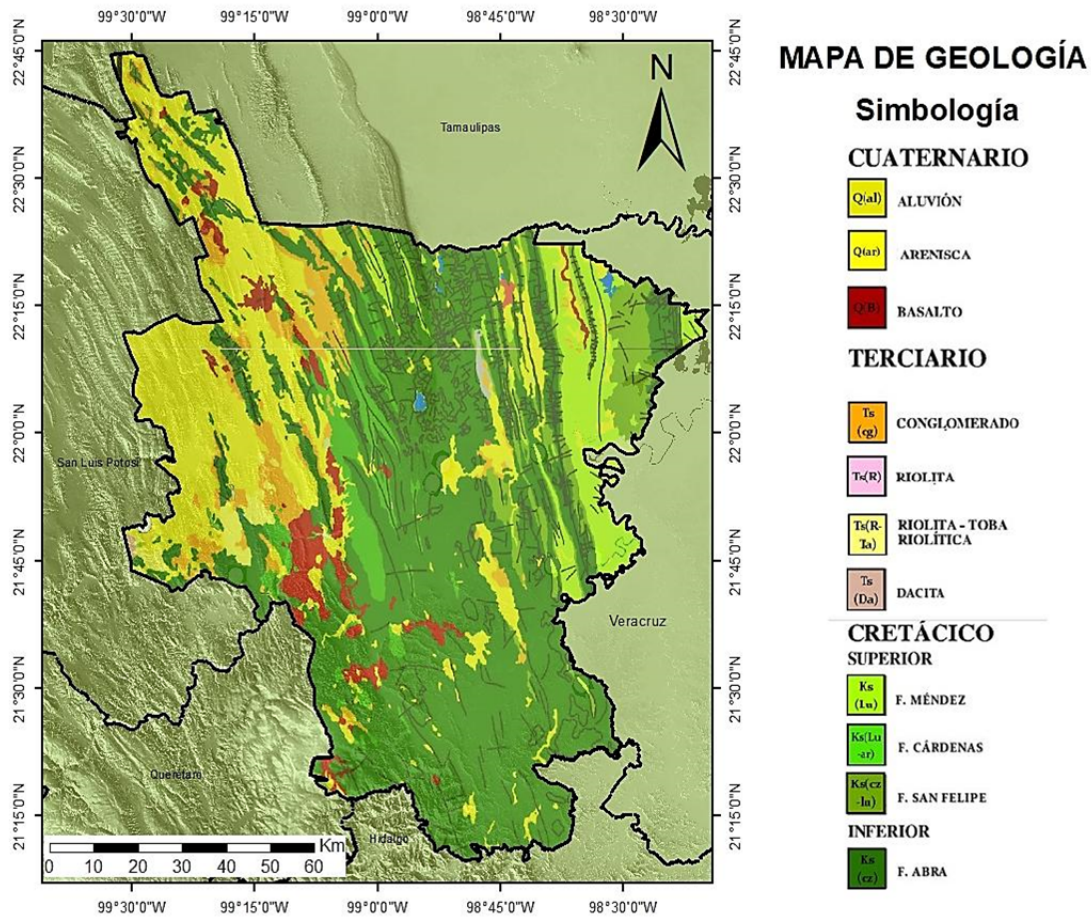 99°30'0"W 99°15'0"W 99°0'0"W 98°45'0"W 98°30'0"W
22°45'0"N 22°45'0"N
22°30'0"N 22°30'0"N
22°15'0"N 22°15'0"N
22°0'0"N 22°0'0"N
21°45'0"N 21°45'0"N
21°30'0"N 21°30'0"N
21°15'0"N 21°15'0"N
N
Tamaulipas
San Luis Potosí
Veracruz
Querétaro
Hidalgo
Km
0 10 20 30 40 60
99°30'0"W 99°15'0"W 99°0'0"W 98°45'0"W 98°30'0"W
MAPA DE GEOLOGÍA
Simbología
CUATERNARIO
Q(al) ALUVIÓN
Q(ar) ARENISCA
Q(B) BASALTO
TERCIARIO
Ts
(cg) CONGLOMERADO
Ts(R) RIOLITA
Ts(R- RIOLITA - TOBA
Ta) RIOLÍTICA
Ts
(Da) DACITA
CRETÁCICO
SUPERIOR
Ks
(Lu) F. MÉNDEZ
Ks(Lu
-ar) F. CÁRDENAS
Ks(cz
-lu) F. SAN FELIPE
INFERIOR
Ks
(cz) F. ABRA